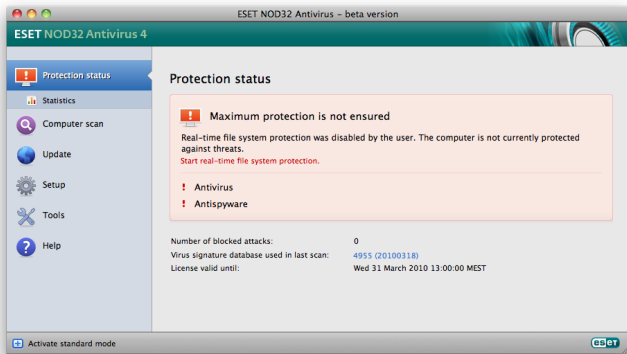 ESET NOD32 Antivirus – beta version
ESET NOD32 Antivirus 4
Protection status
Statistics
Computer scan
Update
Setup
Tools
Help
Protection status
Maximum protection is not ensured
Real-time file system protection was disabled by the user. The computer is not currently protected
against threats.
Start real-time file system protection.
! Antivirus
! Antispyware
Number of blocked attacks: 0
Virus signature database used in last scan: 4955 (20100318)
License valid until: Wed 31 March 2010 13:00:00 MEST
Activate standard mode
eseT